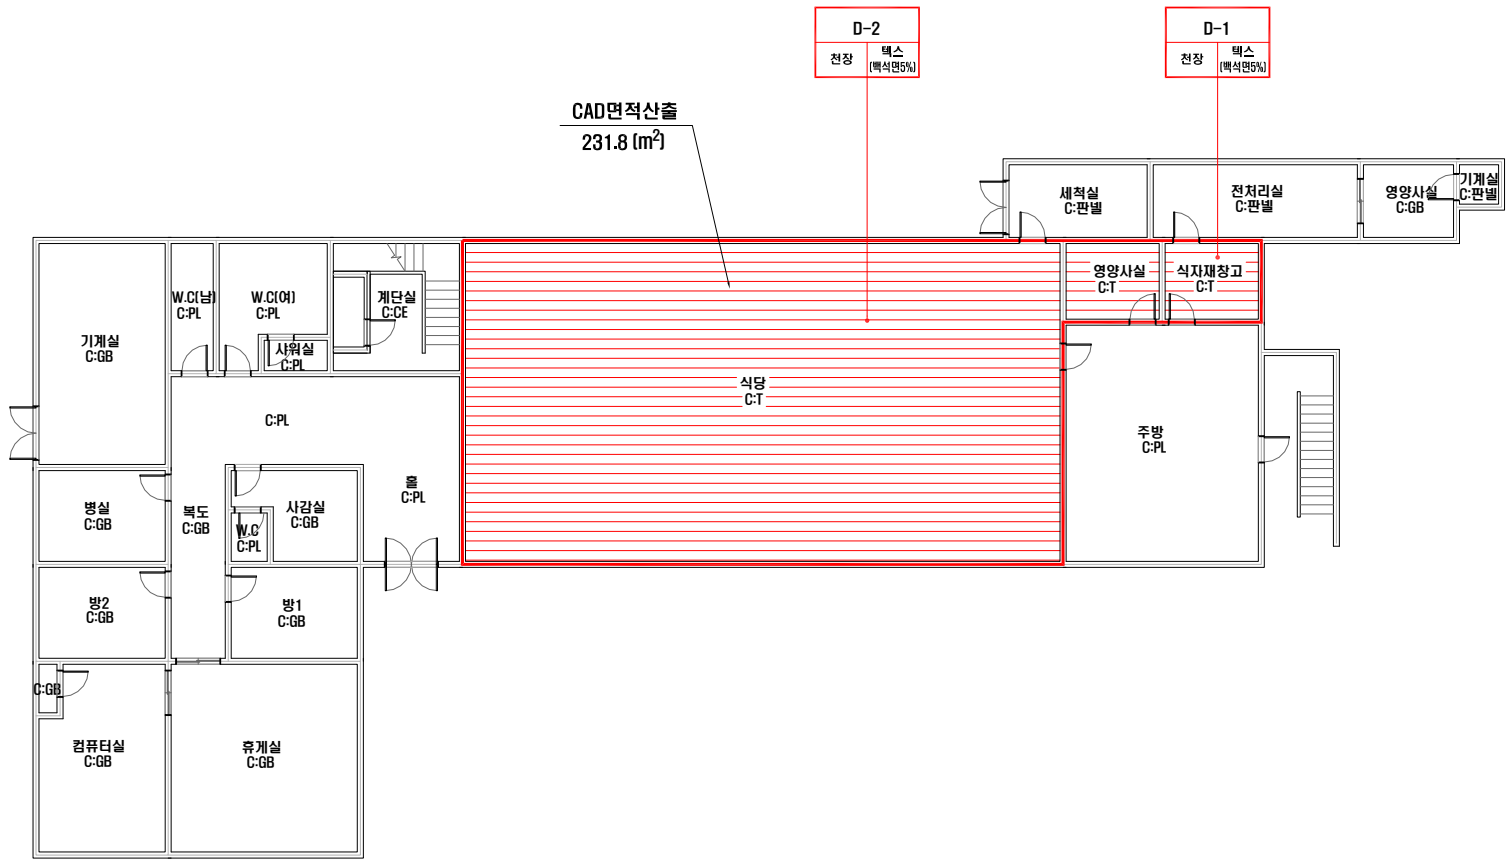 D-2
천장
텍스
(백석면5%)
D-1
천장
텍스
(백석면5%)
CAD면적산출
231.8 (m²)
세척실
C:판넬
전처리실
C:판넬
영양사실
C:GB
기계실
C:판넬
W.C(남)
C:PL
W.C(여)
C:PL
계단실
C:CE
영양사실
C:T
식자재창고
C:T
기계실
C:GB
샤워실
C:PL
식당
C:T
C:PL
주방
C:PL
홀
C:PL
병실
C:GB
복도
C:GB
사감실
C:GB
W.C
C:PL
방2
C:GB
방1
C:GB
C:GB
컴퓨터실
C:GB
휴게실
C:GB